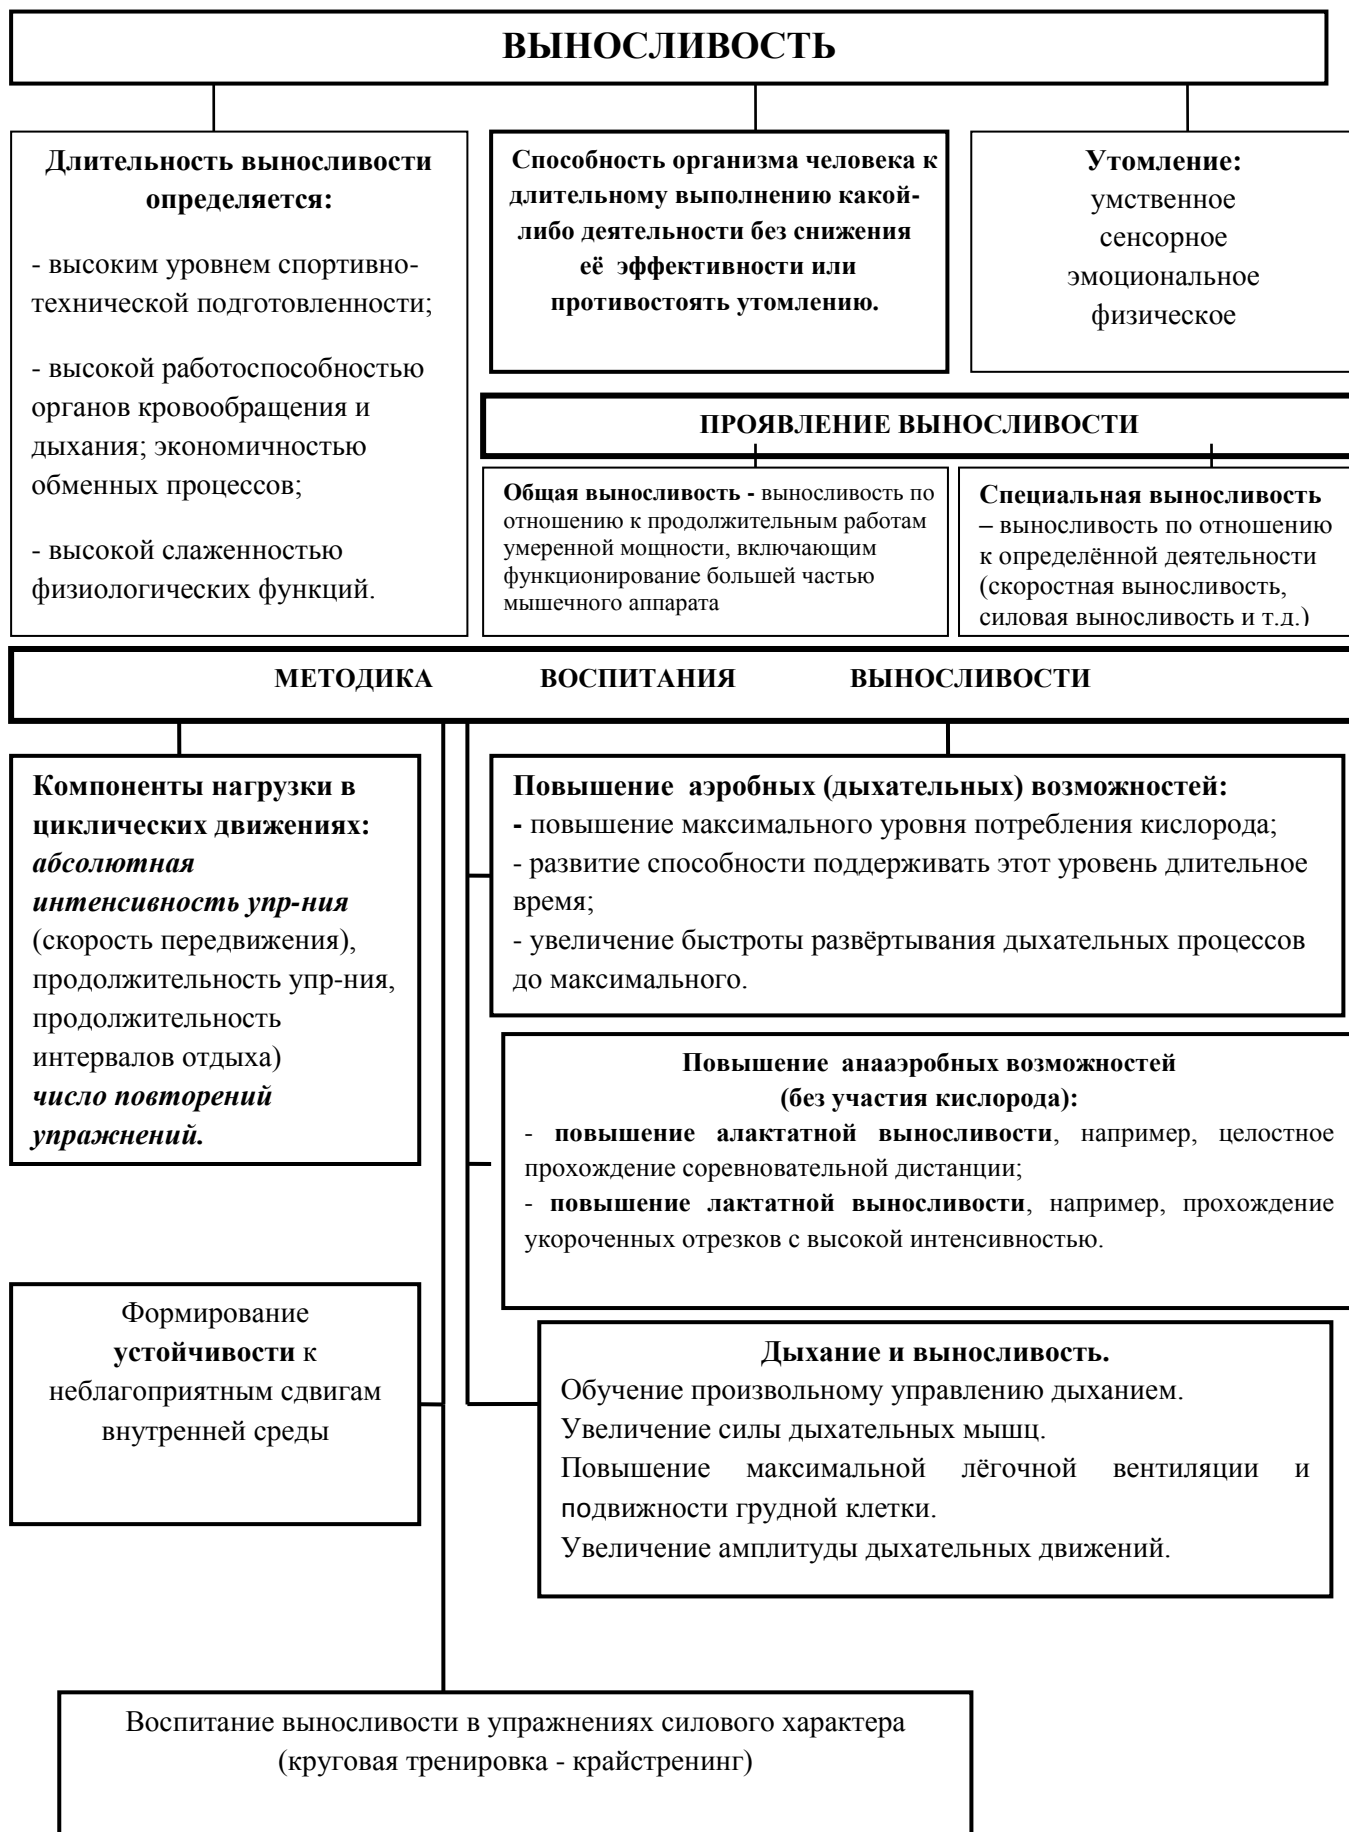 ВЫНОСЛИВОСТЬ
Длительность выносливости
определяется:
- высоким уровнем спортивно-
технической подготовленности;
- высокой работоспособностью
органов кровообращения и
дыхания; экономичностью
обменных процессов;
- высокой слаженностью
физиологических функций.
Способность организма человека к
длительному выполнению какой-
либо деятельности без снижения
её эффективности или
противостоять утомлению.
Утомление:
умственное
сенсорное
эмоциональное
физическое
ПРОЯВЛЕНИЕ ВЫНОСЛИВОСТИ
Общая выносливость - выносливость по
отношению к продолжительным работам
умеренной мощности, включающим
функционирование большей частью
мышечного аппарата
Специальная выносливость
– выносливость по отношению
к определённой деятельности
(скоростная выносливость,
силовая выносливость и т.д.)
МЕТОДИКА ВОСПИТАНИЯ ВЫНОСЛИВОСТИ
Компоненты нагрузки в
циклических движениях:
абсолютная
интенсивность упр-ния
(скорость передвижения),
продолжительность упр-ния,
продолжительность
интервалов отдыха)
число повторений
упражнений.
Повышение аэробных (дыхательных) возможностей:
- повышение максимального уровня потребления кислорода;
- развитие способности поддерживать этот уровень длительное
время;
- увеличение быстроты развёртывания дыхательных процессов
до максимального.
Повышение анааэробных возможностей
(без участия кислорода):
- повышение алактатной выносливости, например, целостное
прохождение соревновательной дистанции;
- повышение лактатной выносливости, например, прохождение
укороченных отрезков с высокой интенсивностью.
Формирование
устойчивости к
неблагоприятным сдвигам
внутренней среды
Дыхание и выносливость.
Обучение произвольному управлению дыханием.
Увеличение силы дыхательных мышц.
Повышение максимальной лёгочной вентиляции и
подвижности грудной клетки.
Увеличение амплитуды дыхательных движений.
Воспитание выносливости в упражнениях силового характера
(круговая тренировка - крайстренинг)